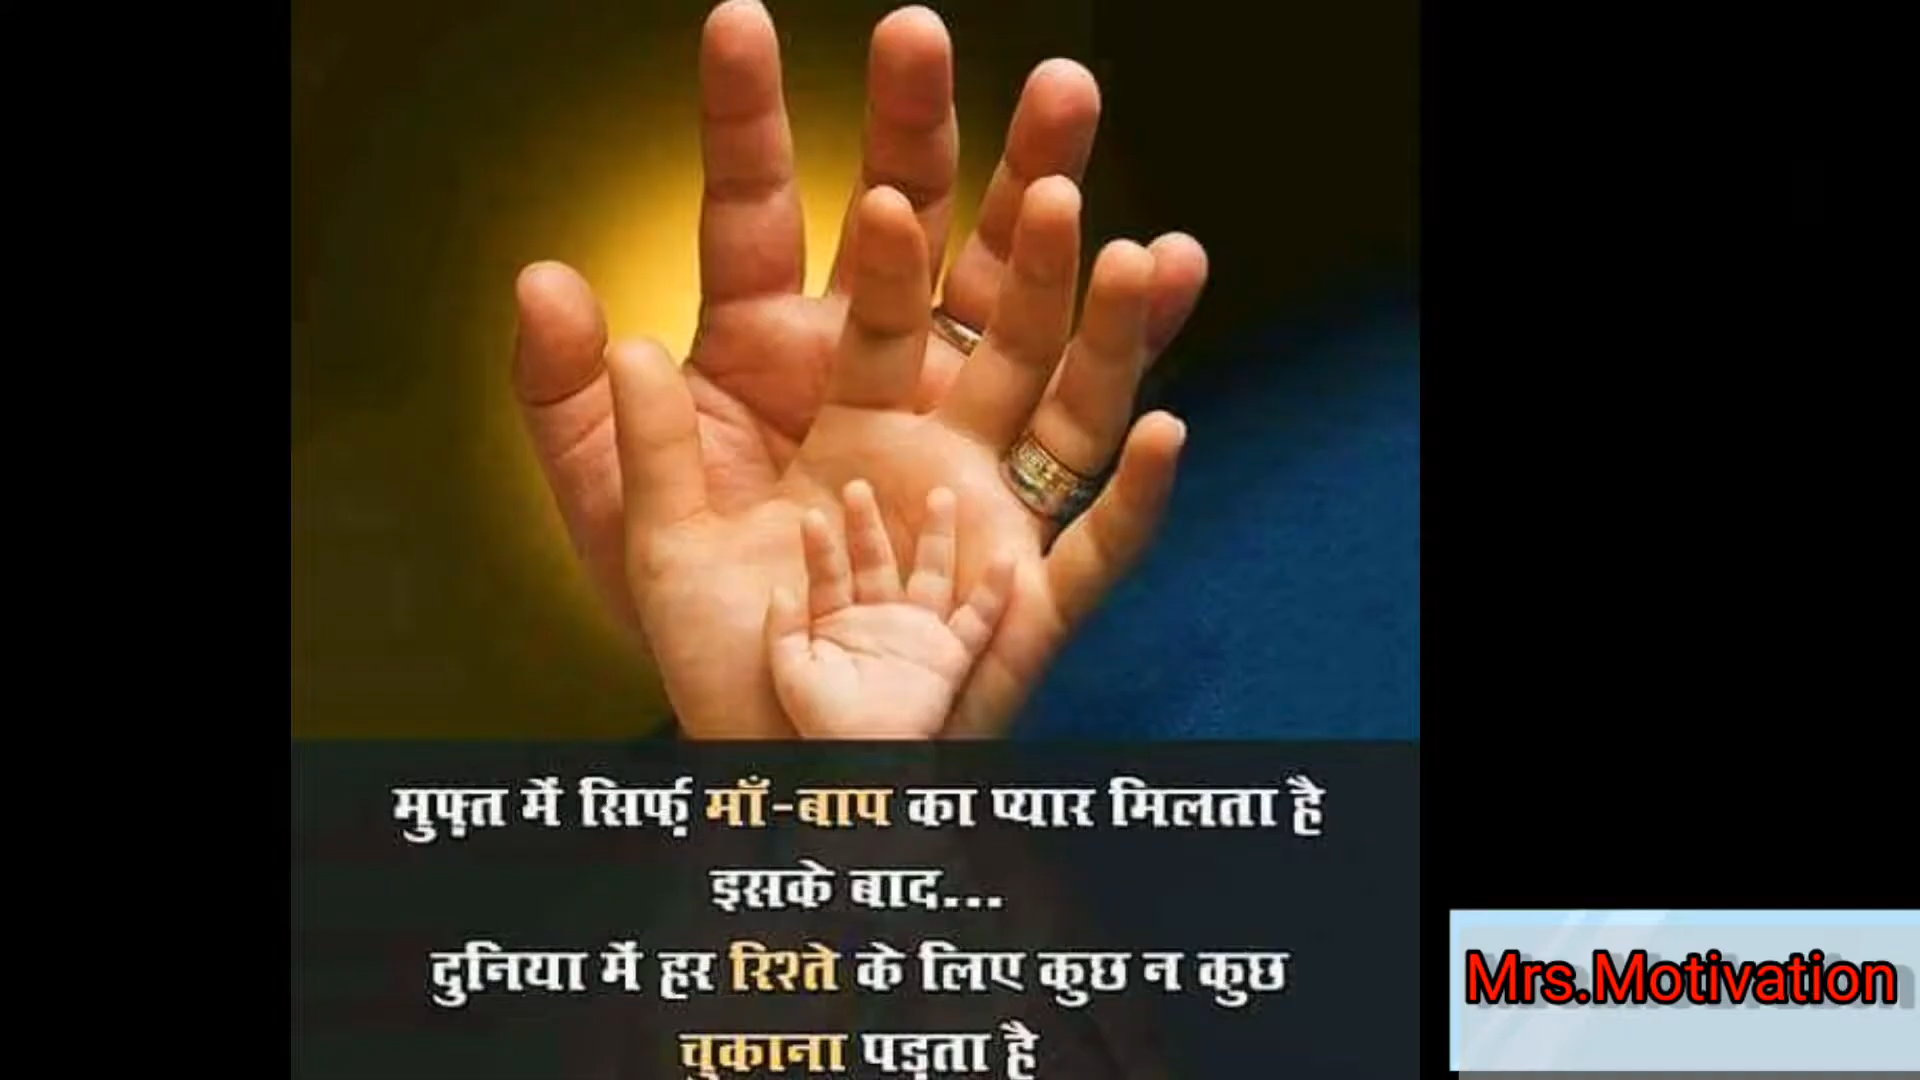 मुफ़्त में सिर्फ़ माँ-बाप का प्यार मिलता है
इसके बाद...
दुनिया में हर रिश्ते के लिए कुछ न कुछ
चुकाना पड़ता है
Mrs.Motivation